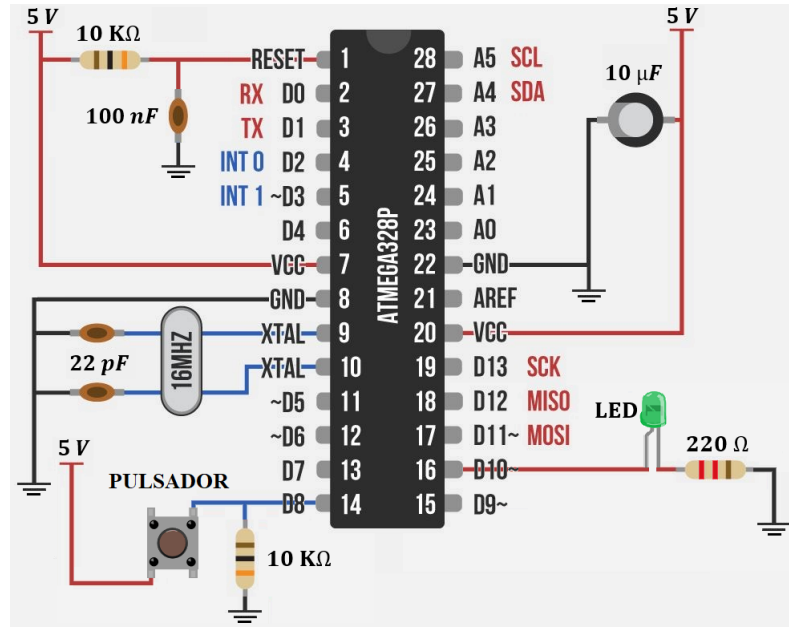 5 V
10 KΩ
100 nF
RESET 1
RX D0 2
TX D1 3
INT 0 D2 4
INT 1 ~D3 5
D4 6
VCC 7
GND 8
XTAL 9
XTAL 10
~D5 11
~D6 12
D7 13
D8 14
22 pF
16MHZ
5 V
PULSADOR
10 KΩ
ATMEGA328P
5 V
10 μF
28 A5 SCL
27 A4 SDA
26 A3
25 A2
24 A1
23 A0
22 GND
21 AREF
20 VCC
19 D13 SCK
18 D12 MISO
17 D11~ MOSI
16 D10~
15 D9~
LED
220 Ω